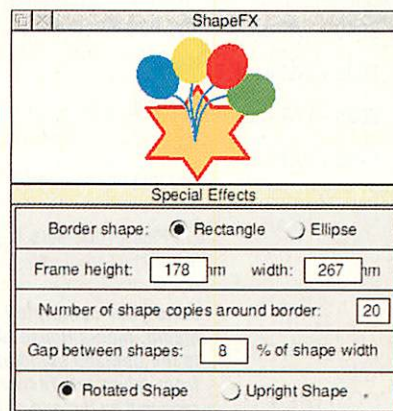 ShapeFX
Special Effects
Border shape: Rectangle Ellipse
Frame height: 178 mm width: 267 mm
Number of shape copies around border: 20
Gap between shapes: 8 % of shape width
Rotated Shape Upright Shape